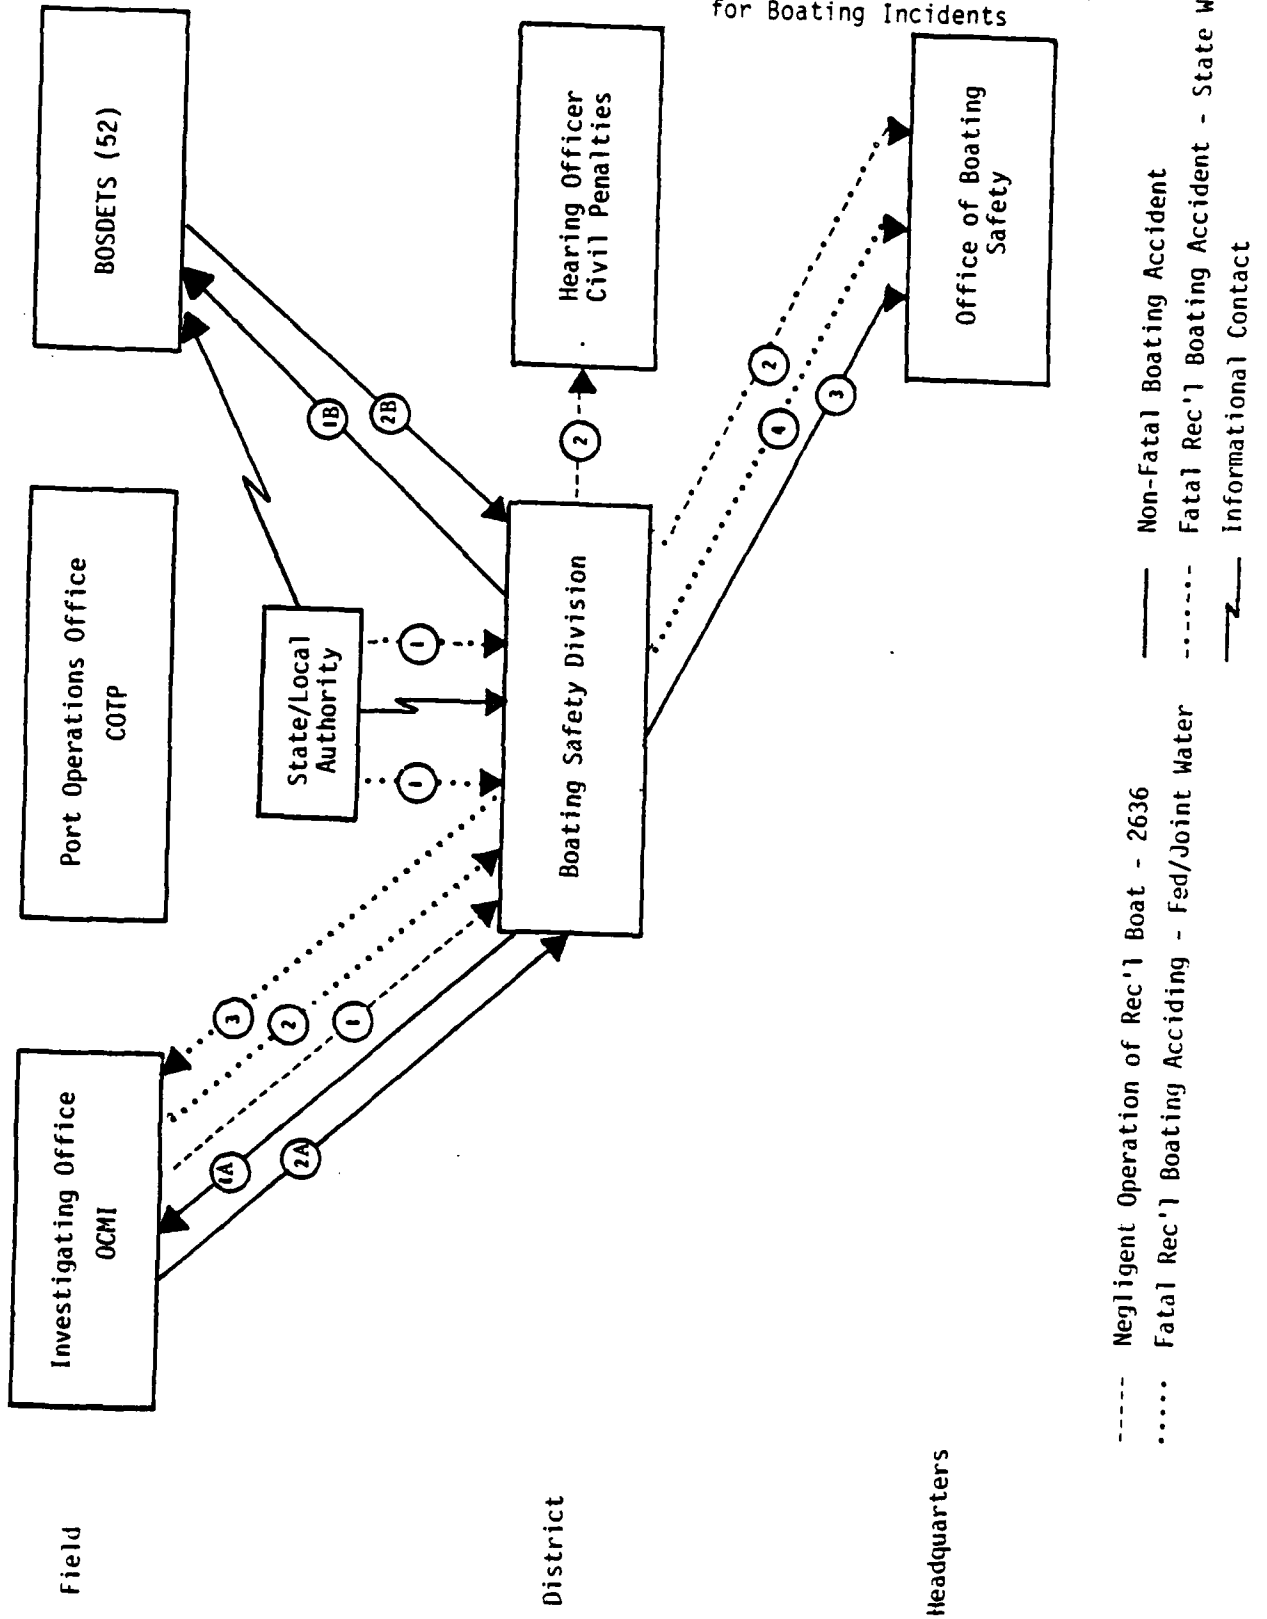 for Boating Incidents
Field
Investigating Office
OCMI
Port Operations Office
COTP
BOSDETS (52)
State/Local
Authority
3
2
1
1A
2A
1
1
1B
2B
District
Boating Safety Division
2
Hearing Officer
Civil Penalties
2
4
3
Headquarters
Office of Boating
Safety
----- Negligent Operation of Rec'l Boat - 2636
..... Fatal Rec'l Boating Acciding - Fed/Joint Water
Non-Fatal Boating Accident
-.-.-.- Fatal Rec'l Boating Accident - State W
Informational Contact